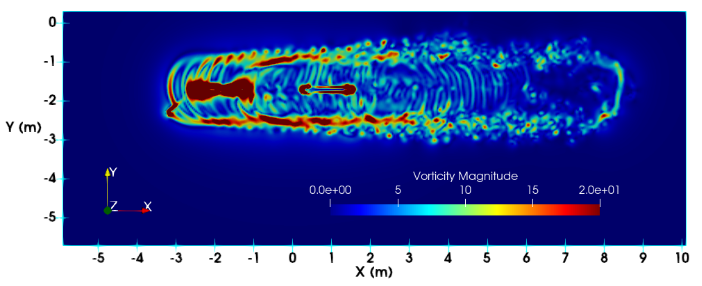 0
-1
-2
Y (m)
-3
-4
-5
Y
Z X
Vorticity Magnitude
0.0e+00 5 10 15 2.0e+01
-5 -4 -3 -2 -1 0 1 2 3 4 5 6 7 8 9 10
X (m)